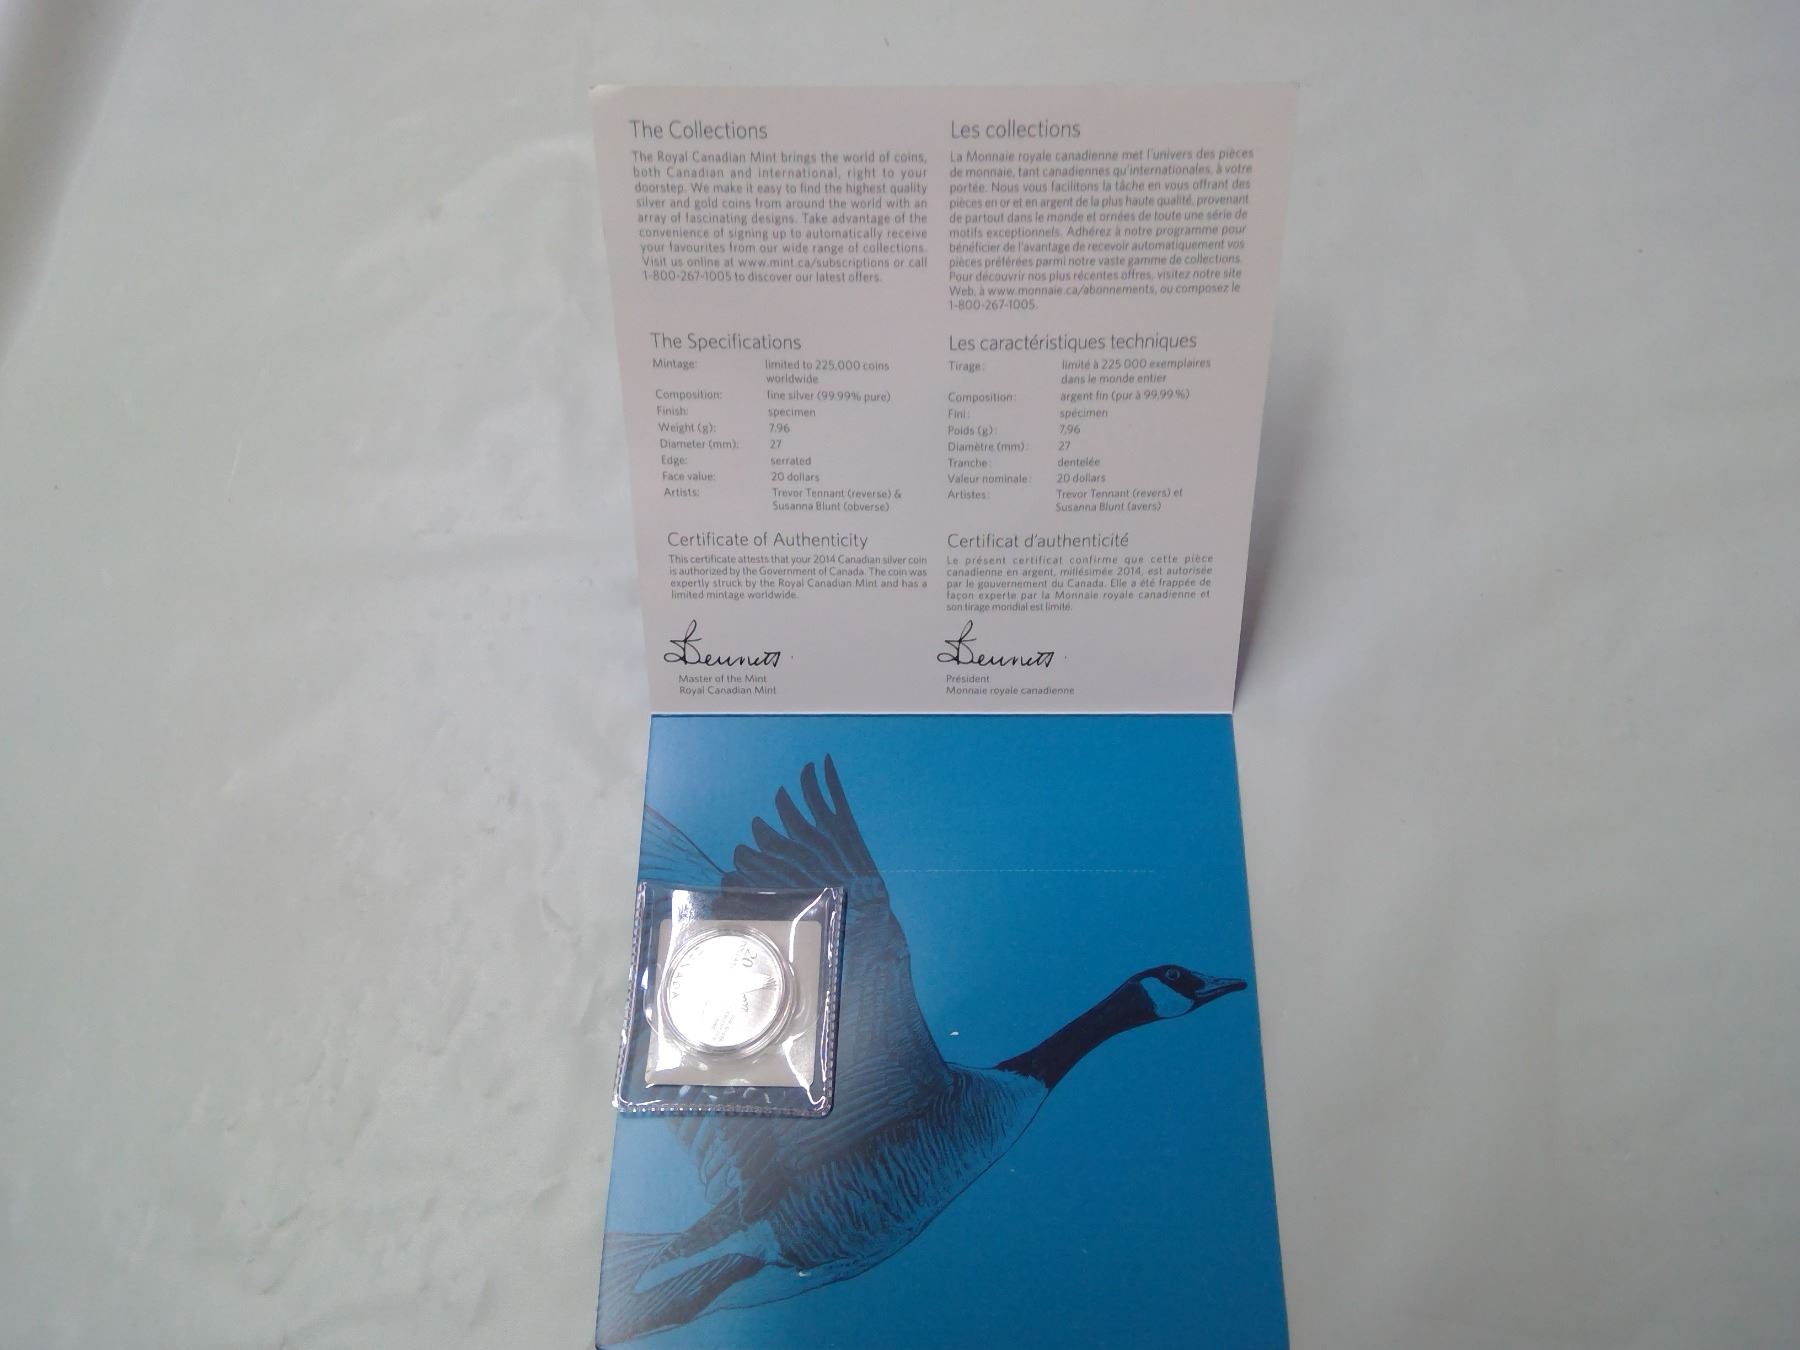 The Collections
The Royal Canadian Mint brings the world of coins,
both Canadian and international, right to your
doorstep. We make it easy to find the highest quality
silver and gold coins from around the world with an
array of fascinating designs. Take advantage of the
convenience of signing up to automatically receive
your favourites from our wide range of collections.
Visit us online at www.mint.ca/subscriptions or call
1-800-267-1005 to discover our latest offers.
The Specifications
Mintage: limited to 225,000 coins
worldwide
Composition: fine silver (99.99% pure)
Finish: specimen
Weight (g): 7.96
Diameter (mm): 27
Edge: serrated
Face value: 20 dollars
Artists: Trevor Tennant (reverse) &
Susanna Blunt (obverse)
Certificate of Authenticity
This certificate attests that your 2014 Canadian silver coin
is authorized by the Government of Canada. The coin was
expertly struck by the Royal Canadian Mint and has a
limited mintage worldwide.
Bennett
Master of the Mint
Royal Canadian Mint
Les collections
La Monnaie royale canadienne met l'univers des pièces
de monnaie, tant canadiennes qu'internationales, à votre
portée. Nous vous facilitons la tâche en vous offrant des
pièces en or et en argent de la plus haute qualité, provenant
de partout dans le monde et ornées de toute une série de
motifs exceptionnels. Adhérez à notre programme pour
bénéficier de l'avantage de recevoir automatiquement vos
pièces préférées parmi notre vaste gamme de collections.
Pour découvrir nos plus récentes offres, visitez notre site
Web, à www.monnaie.ca/abonnements, ou composez le
1-800-267-1005.
Les caractéristiques techniques
Tirage : limité à 225 000 exemplaires
dans le monde entier
Composition : argent fin (pur à 99,99 %)
Fini : spécimen
Poids (g) : 7,96
Diamètre (mm) : 27
Tranche : dentelée
Valeur nominale : 20 dollars
Artistes : Trevor Tennant (revers) et
Susanna Blunt (avers)
Certificat d'authenticité
Le présent certificat confirme que cette pièce
canadienne en argent, millésimée 2014, est autorisée
par le gouvernement du Canada. Elle a été frappée de
façon experte par la Monnaie royale canadienne et
son tirage mondial est limité.
Bennett
Président
Monnaie royale canadienne
20
CANADA